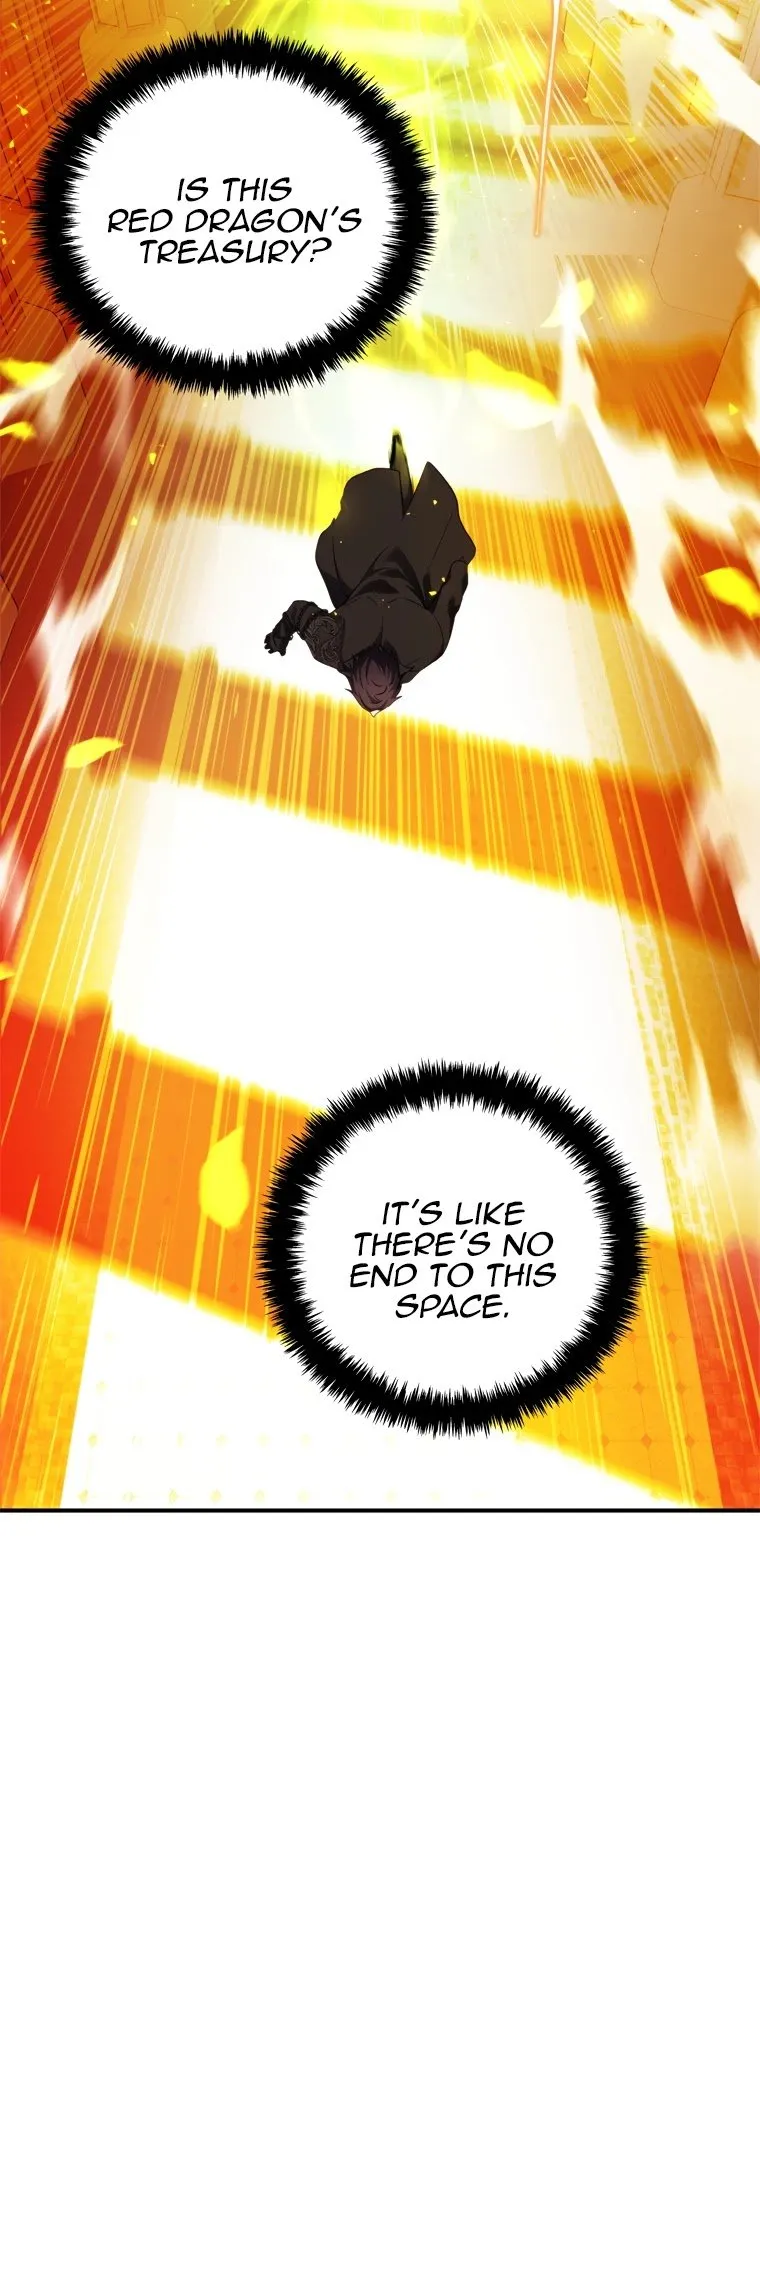 IS THIS
RED DRAGON'S
TREASURY?
IT'S LIKE
THERE'S NO
END TO THIS
SPACE.